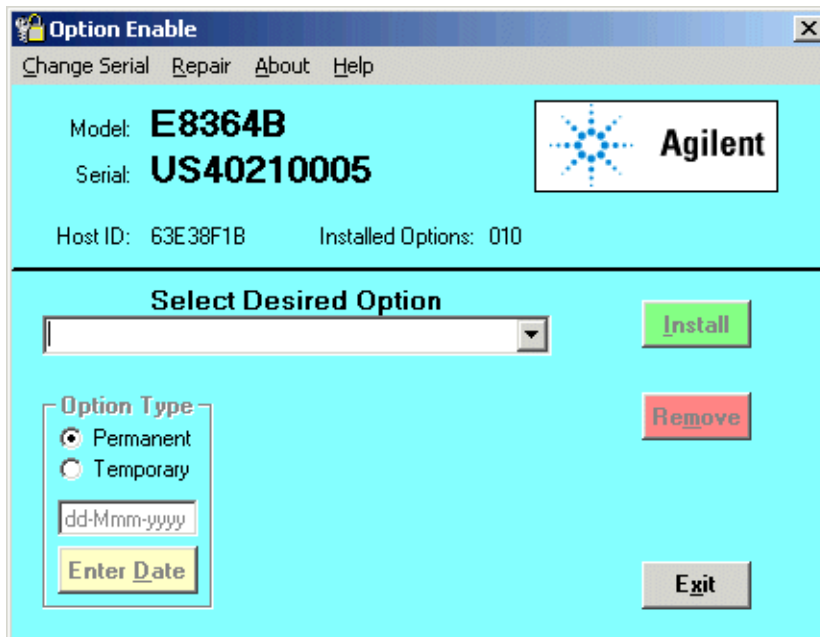 Option Enable
Change Serial Repair About Help
Model: E8364B
Serial: US40210005
Agilent
Host ID: 63E38F1B Installed Options: 010
Select Desired Option
Install
Option Type
Permanent
Temporary
dd-Mmm-yyyy
Enter Date
Remove
Exit